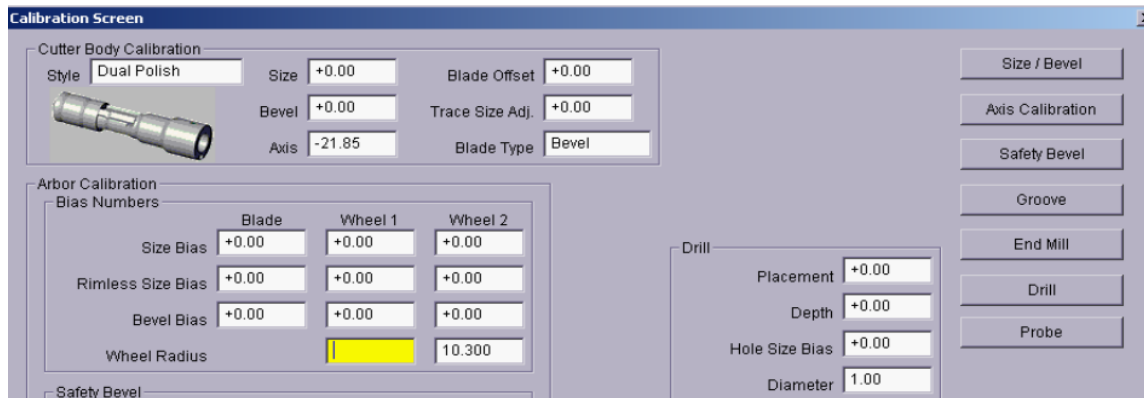 Calibration Screen
Cutter Body Calibration
Style Dual Polish Size +0.00 Blade Offset +0.00
Bevel +0.00 Trace Size Adj. +0.00
Axis -21.85 Blade Type Bevel
Arbor Calibration
Bias Numbers
Blade Wheel 1 Wheel 2
Size Bias +0.00 +0.00 +0.00
Rimless Size Bias +0.00 +0.00 +0.00
Bevel Bias +0.00 +0.00 +0.00
Wheel Radius 10.300
Safety Bevel
Drill
Placement +0.00
Depth +0.00
Hole Size Bias +0.00
Diameter 1.00
Size / Bevel
Axis Calibration
Safety Bevel
Groove
End Mill
Drill
Probe